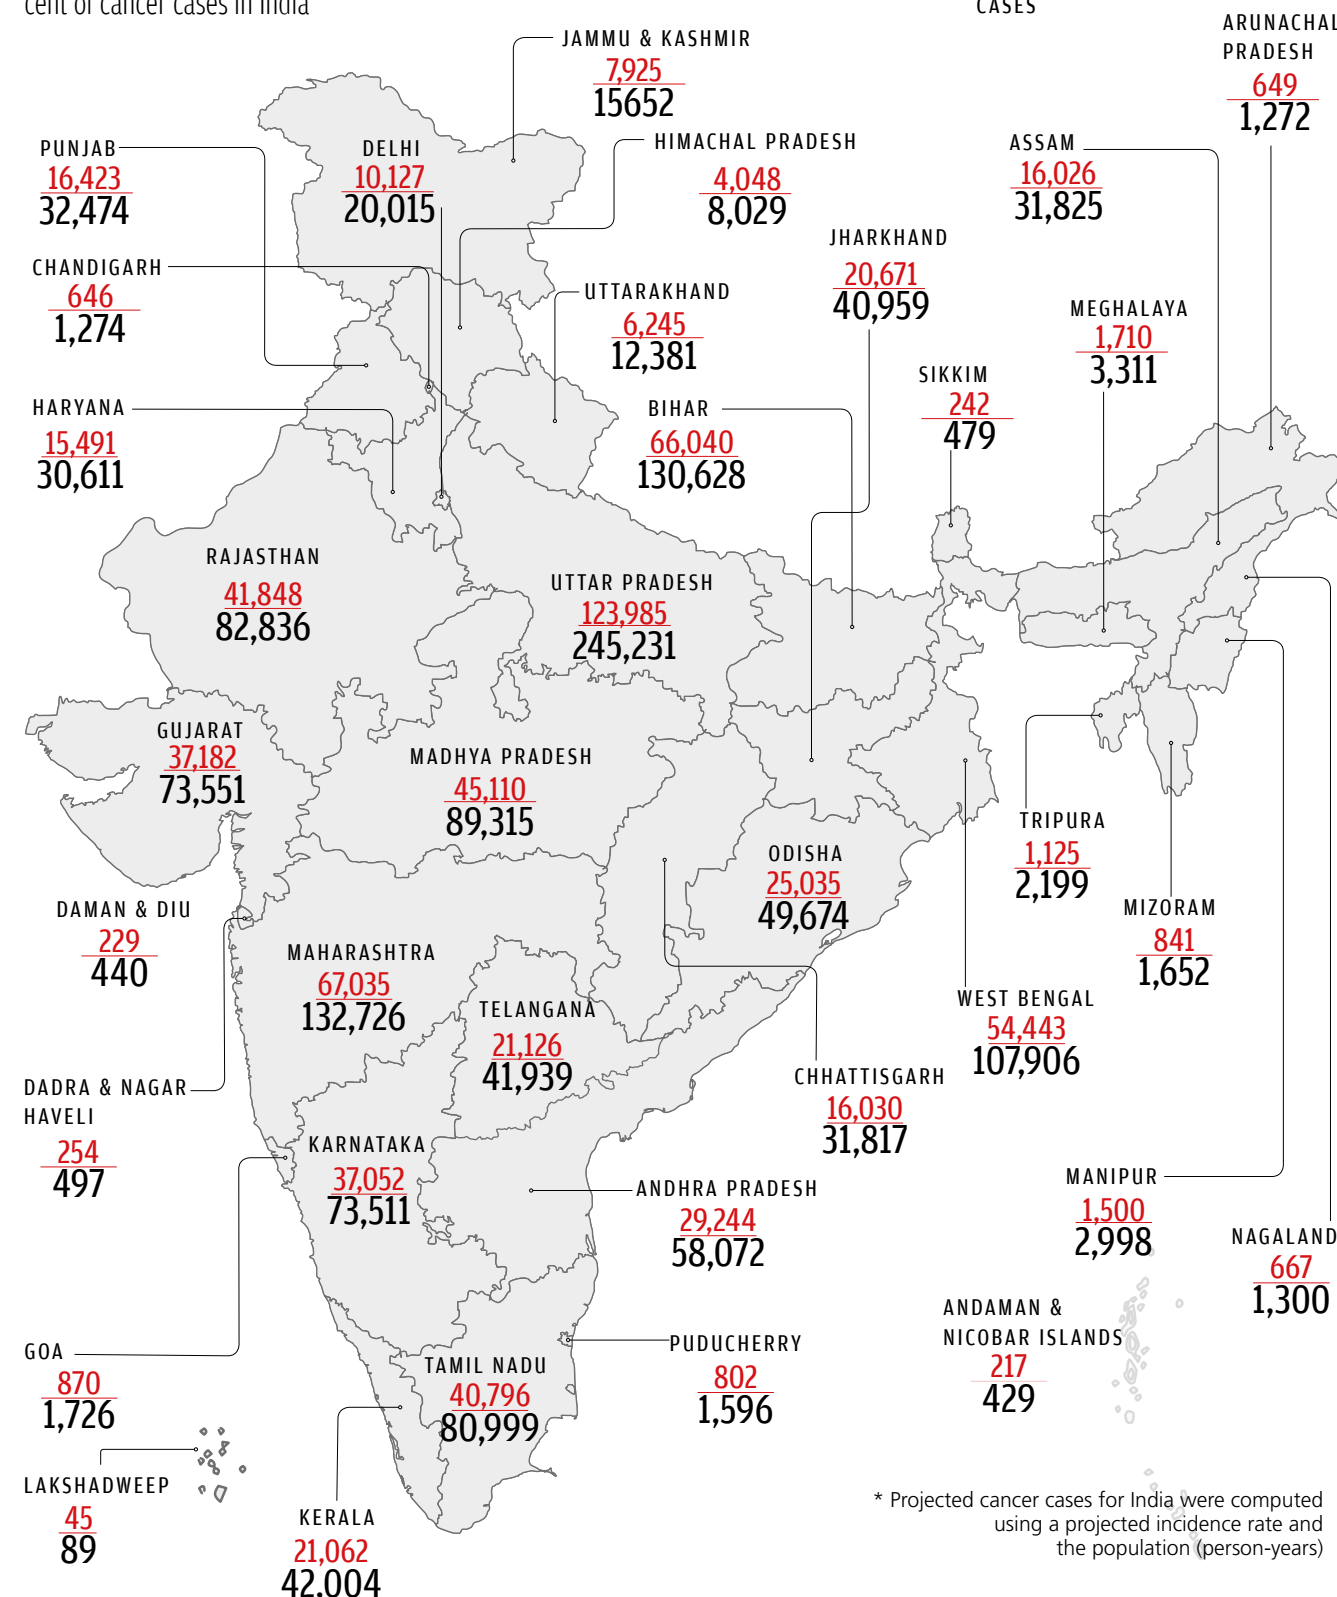 cent of cancer cases in India
CASES
JAMMU & KASHMIR
7,925
15652
ARUNACHAL
PRADESH
649
1,272
PUNJAB
16,423
32,474
DELHI
10,127
20,015
HIMACHAL PRADESH
4,048
8,029
ASSAM
16,026
31,825
JHARKHAND
20,671
40,959
CHANDIGARH
646
1,274
UTTARAKHAND
6,245
12,381
MEGHALAYA
1,710
3,311
SIKKIM
242
479
HARYANA
15,491
30,611
BIHAR
66,040
130,628
RAJASTHAN
41,848
82,836
UTTAR PRADESH
123,985
245,231
GUJARAT
37,182
73,551
MADHYA PRADESH
45,110
89,315
TRIPURA
1,125
2,199
ODISHA
25,035
49,674
DAMAN & DIU
229
440
MIZORAM
841
1,652
MAHARASHTRA
67,035
132,726
TELANGANA
21,126
41,939
WEST BENGAL
54,443
107,906
DADRA & NAGAR
HAVELI
254
497
CHHATTISGARH
16,030
31,817
KARNATAKA
37,052
73,511
ANDHRA PRADESH
29,244
58,072
MANIPUR
1,500
2,998
NAGALAND
667
1,300
ANDAMAN &
NICOBAR ISLANDS
217
429
GOA
870
1,726
TAMIL NADU
40,796
80,999
PUDUCHERRY
802
1,596
LAKSHADWEEP
45
89
KERALA
21,062
42,004
* Projected cancer cases for India were computed
using a projected incidence rate and
the population (person-years)